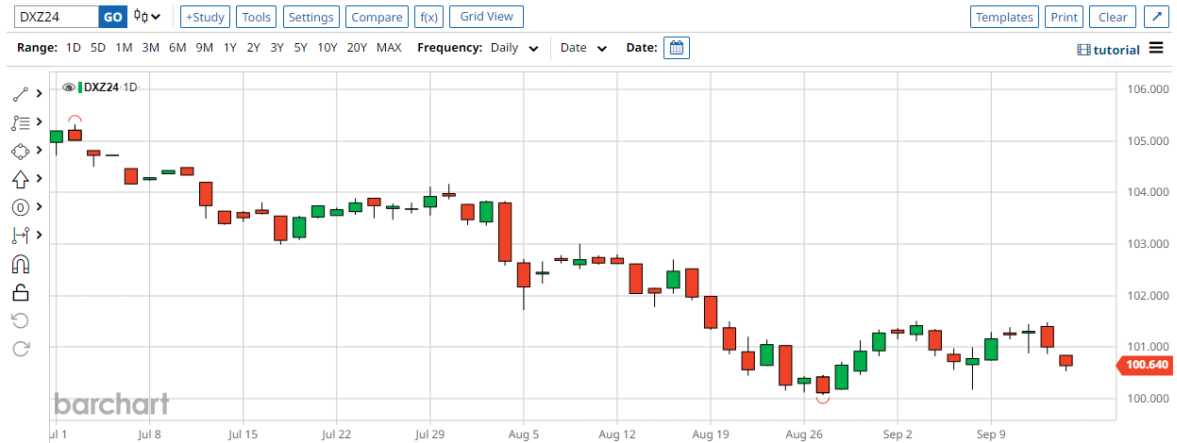 DXZ24 GO +Study Tools Settings Compare f(x) Grid View Templates Print Clear
Range: 1D 5D 1M 3M 6M 9M 1Y 2Y 3Y 5Y 10Y 20Y MAX Frequency: Daily Date Date: tutorial
DXZ24 1D
106.000
105.000
104.000
103.000
102.000
101.000
100.640
100.000
barchart
ul 1 Jul 8 Jul 15 Jul 22 Jul 29 Aug 5 Aug 12 Aug 19 Aug 26 Sep 2 Sep 9